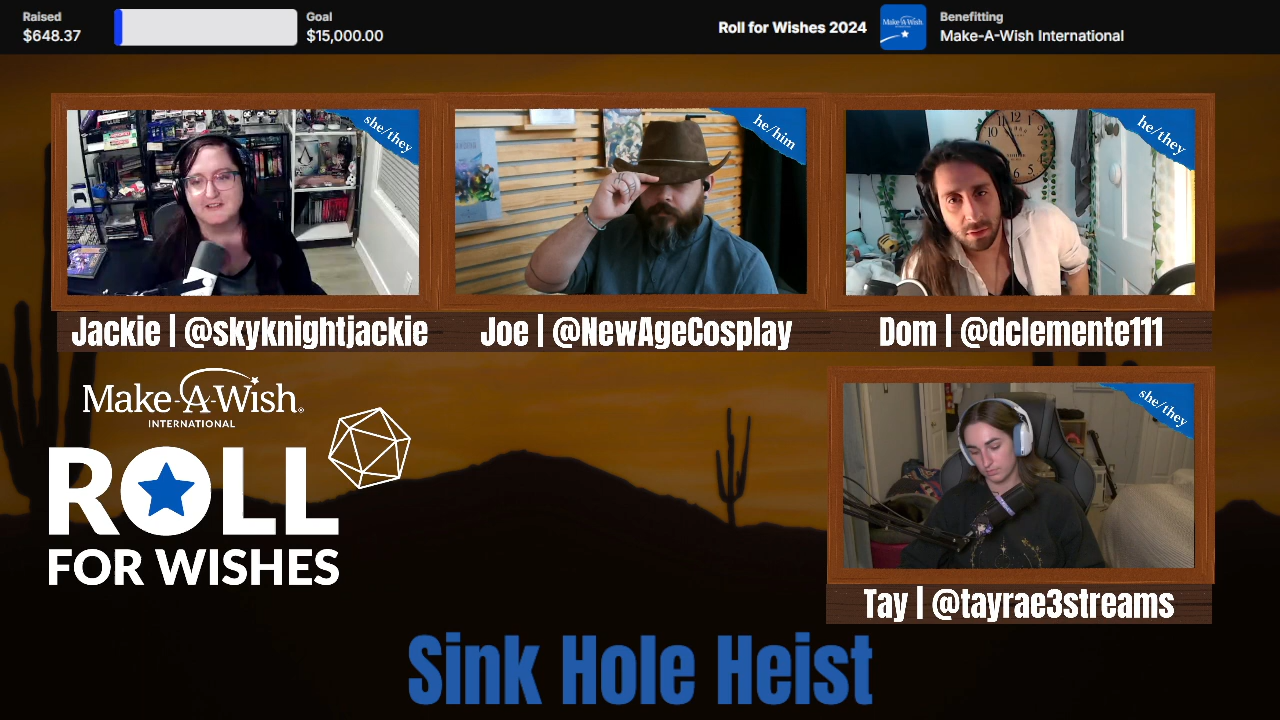 Raised
$648.37
Goal
$15,000.00
Roll for Wishes 2024
Make-A-Wish
Benefitting
Make-A-Wish International
she/they
he/him
he/they
Jackie | @skyknightjackie
Joe | @NewAgeCosplay
Dom | @dclemente111
Make-A-Wish®
INTERNATIONAL
ROLL
FOR WISHES
she/they
Tay | @tayrae3streams
Sink Hole Heist